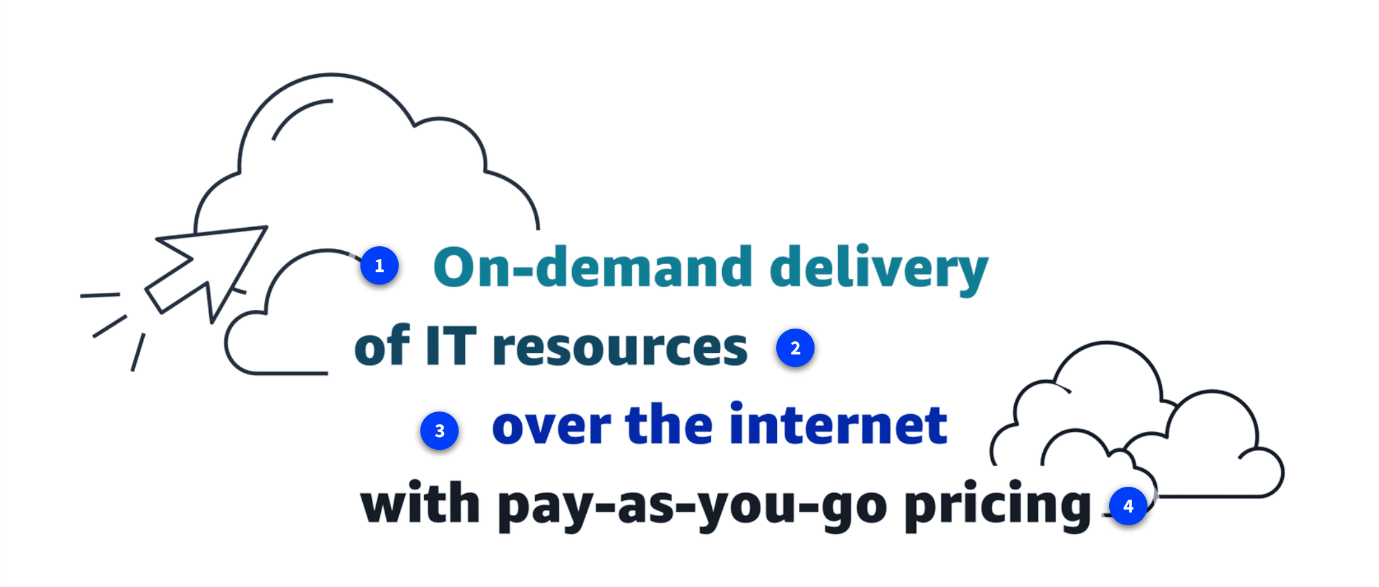 1 On-demand delivery
of IT resources 2
3 over the internet
with pay-as-you-go pricing 4